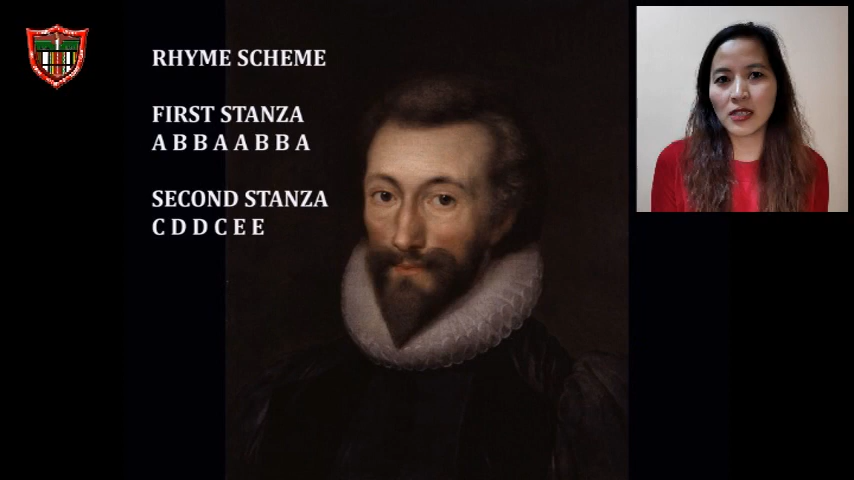 RHYME SCHEME
FIRST STANZA
A B B A A B B A
SECOND STANZA
C D D C E E